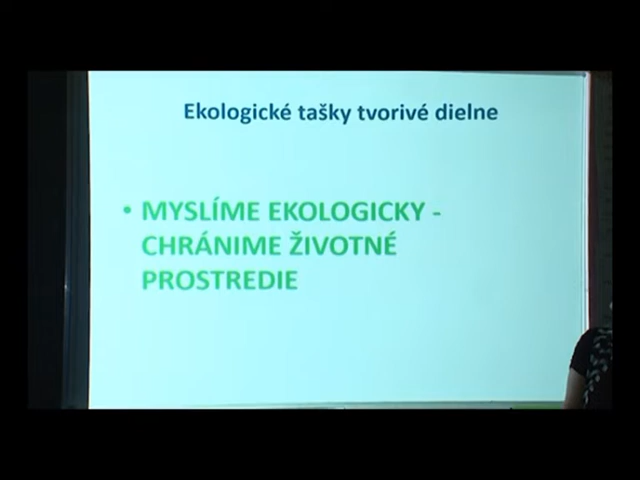 Ekologické tašky tvorivé dielne
• MYSLÍME EKOLOGICKY -
CHRÁNIME ŽIVOTNÉ
PROSTREDIE